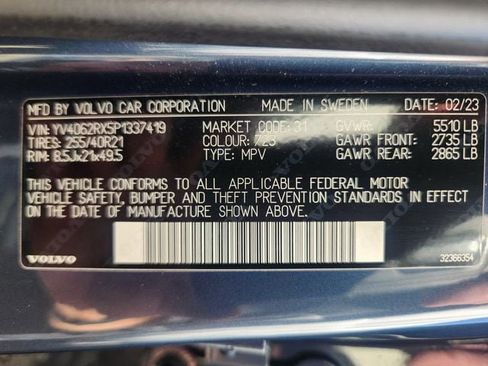 MFD BY VOLVO CAR CORPORATION MADE IN SWEDEN DATE: 02/23
VIN: YV4062RX5P1337419 MARKET CODE: 31 GVWR: 5510 LB
TIRES: 255/40R21 COLOUR: 723 GAWR FRONT: 2735 LB
RIM: 8.5Jx21x49.5 TYPE: MPV GAWR REAR: 2865 LB
THIS VEHICLE CONFORMS TO ALL APPLICABLE FEDERAL MOTOR
VEHICLE SAFETY, BUMPER AND THEFT PREVENTION STANDARDS IN EFFECT
ON THE DATE OF MANUFACTURE SHOWN ABOVE.
VOLVO 32366354